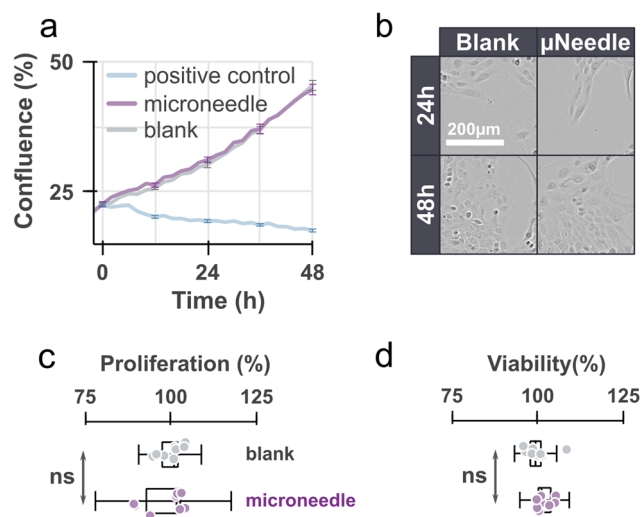 a
50
25
Confluence (%)
positive control
microneedle
blank
0 24 48
Time (h)
b
Blank µNeedle
24h
200µm
48h
c
Proliferation (%)
75 100 125
ns
blank
microneedle
d
Viability(%)
75 100 125
ns